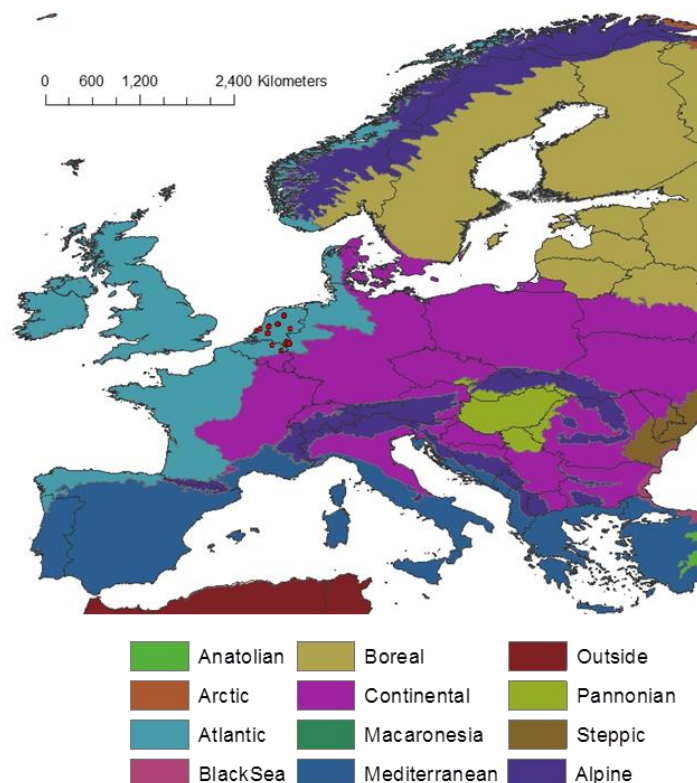 0 600 1,200 2,400 Kilometers
Anatolian Boreal Outside
Arctic Continental Pannonian
Atlantic Macaronesia Steppic
BlackSea Mediterranean Alpine